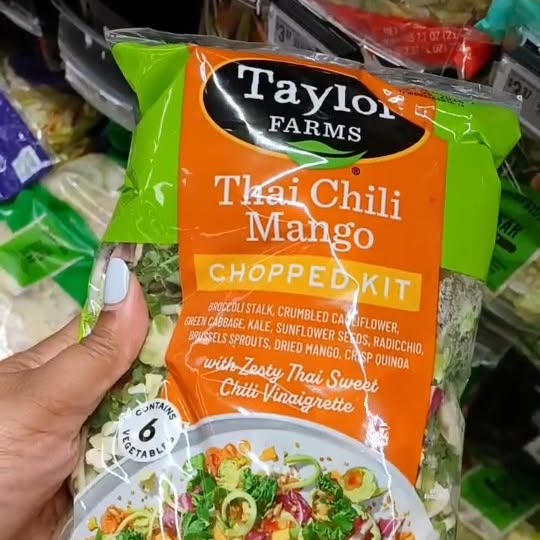 Taylor
FARMS
®
Thai Chili
Mango
CHOPPED KIT
BROCCOLI STALK, CRUMBLED CAULIFLOWER,
GREEN CABBAGE, KALE, SUNFLOWER SEEDS, RADICCHIO,
BRUSSELS SPROUTS, DRIED MANGO, CRISP QUINOA
with Zesty Thai Sweet
Chili Vinaigrette
CONTAINS
6
VEGETABLES